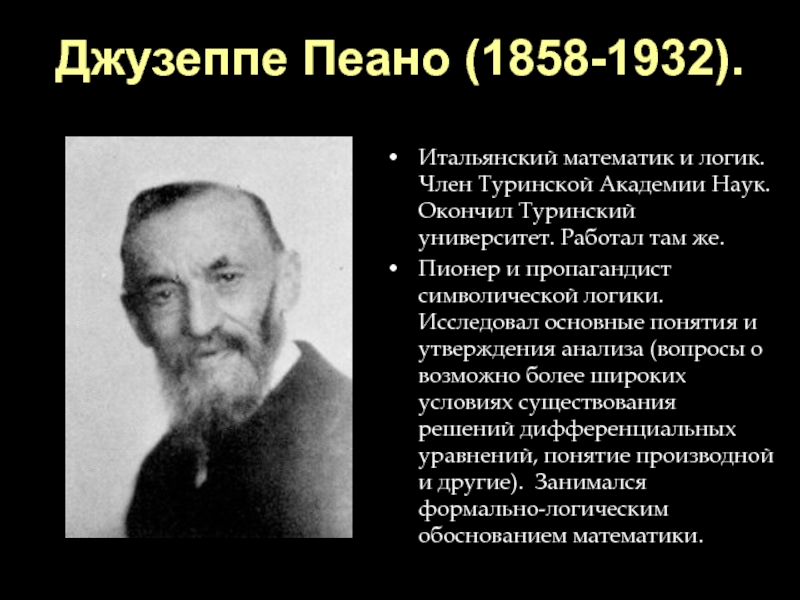 Джузеппе Пеано (1858-1932).
• Итальянский математик и логик.
Член Туринской Академии Наук.
Окончил Туринский
университет. Работал там же.
• Пионер и пропагандист
символической логики.
Исследовал основные понятия и
утверждения анализа (вопросы о
возможно более широких
условиях существования
решений дифференциальных
уравнений, понятие производной
и другие). Занимался
формально-логическим
обоснованием математики.